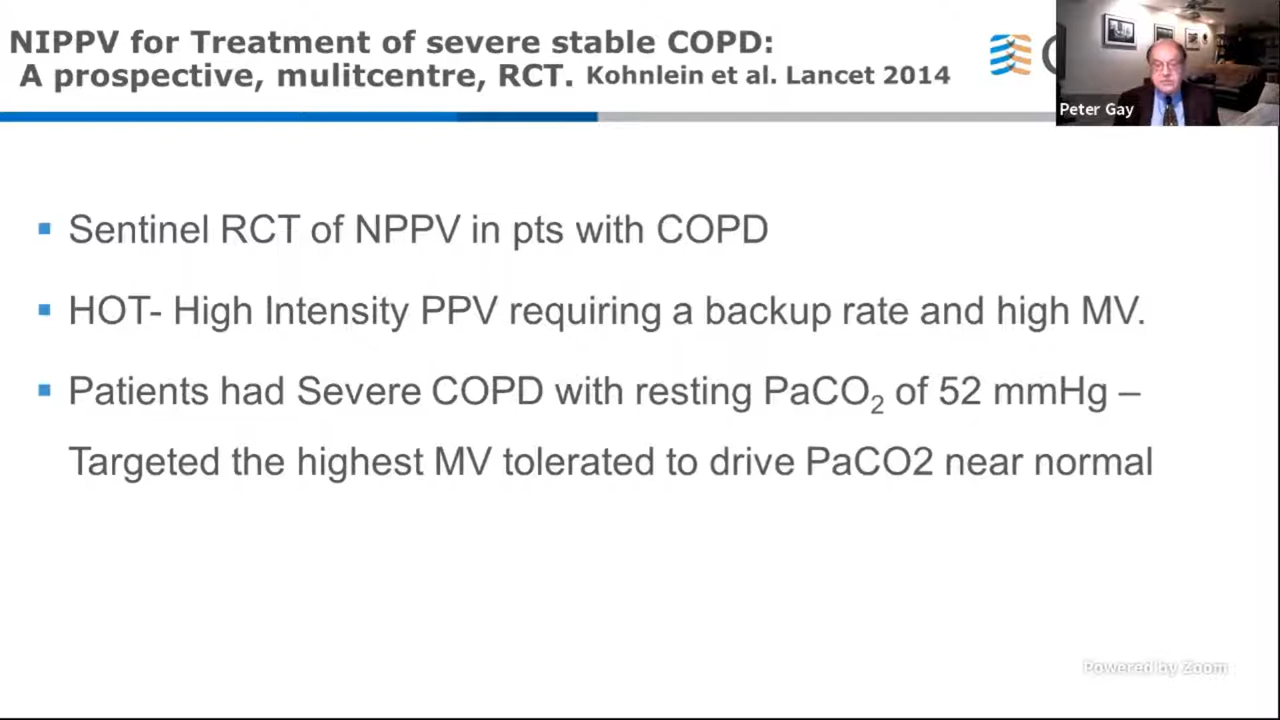 NIPPV for Treatment of severe stable COPD:
A prospective, mulitcentre, RCT. Kohnlein et al. Lancet 2014
Peter Gay
Sentinel RCT of NPPV in pts with COPD
HOT- High Intensity PPV requiring a backup rate and high MV.
Patients had Severe COPD with resting PaCO₂ of 52 mmHg –
Targeted the highest MV tolerated to drive PaCO2 near normal
Powered by Zoom